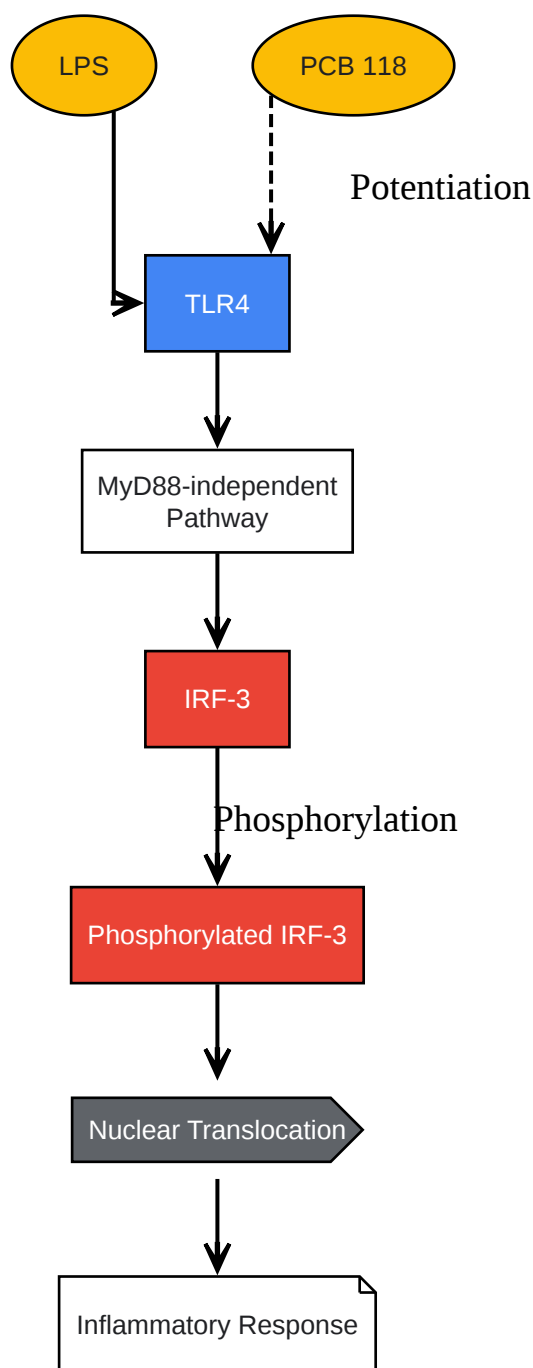 LPS
PCB 118
Potentiation
TLR4
MyD88-independent
Pathway
IRF-3
Phosphorylation
Phosphorylated IRF-3
Nuclear Translocation
Inflammatory Response